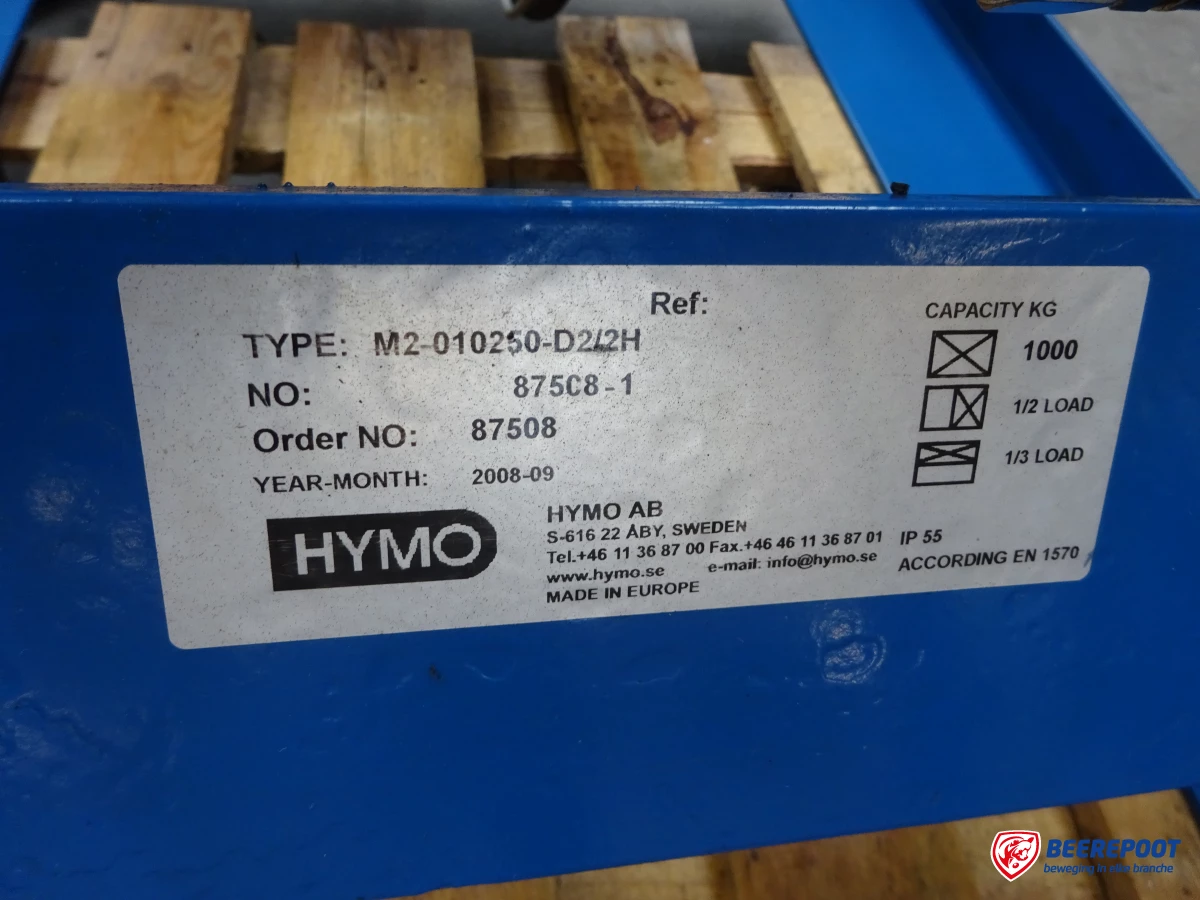 Ref:
TYPE: M2-010250-D2/2H
NO: 87508-1
Order NO: 87508
YEAR-MONTH: 2008-09
CAPACITY KG
1000
1/2 LOAD
1/3 LOAD
HYMO
HYMO AB
S-616 22 ÅBY, SWEDEN
Tel.+46 11 36 87 00 Fax.+46 46 11 36 87 01
www.hymo.se e-mail: info@hymo.se
MADE IN EUROPE
IP 55
ACCORDING EN 1570
BEEREPOOT
beweging in elke branche